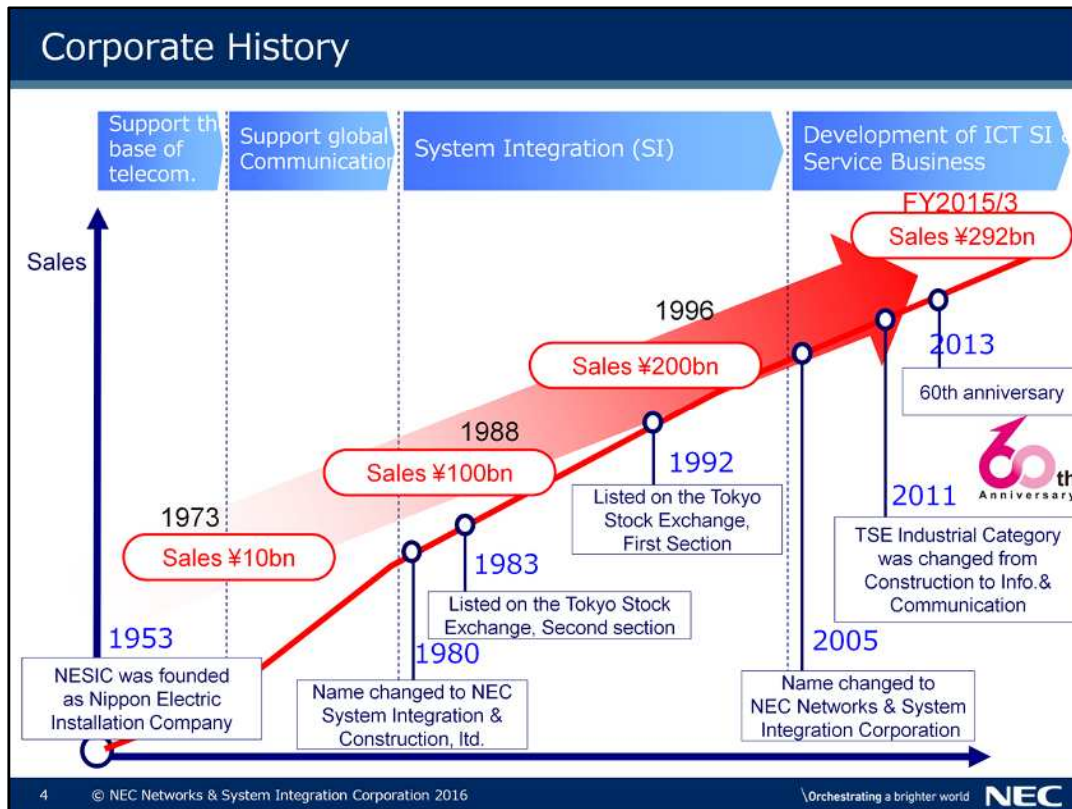 Corporate History
Support th
base of
telecom.
Support global
Communication
System Integration (SI)
Development of ICT SI &
Service Business
Sales
FY2015/3
Sales ¥292bn
1996
Sales ¥200bn
1988
Sales ¥100bn
1973
Sales ¥10bn
1953
NESIC was founded
as Nippon Electric
Installation Company
1980
Name changed to NEC
System Integration &
Construction, ltd.
1983
Listed on the Tokyo Stock
Exchange, Second section
1992
Listed on the Tokyo
Stock Exchange,
First Section
2005
Name changed to
NEC Networks & System
Integration Corporation
2011
TSE Industrial Category
was changed from
Construction to Info.&
Communication
2013
60th anniversary
60th
Anniversary
4 © NEC Networks & System Integration Corporation 2016
\Orchestrating a brighter world NEC